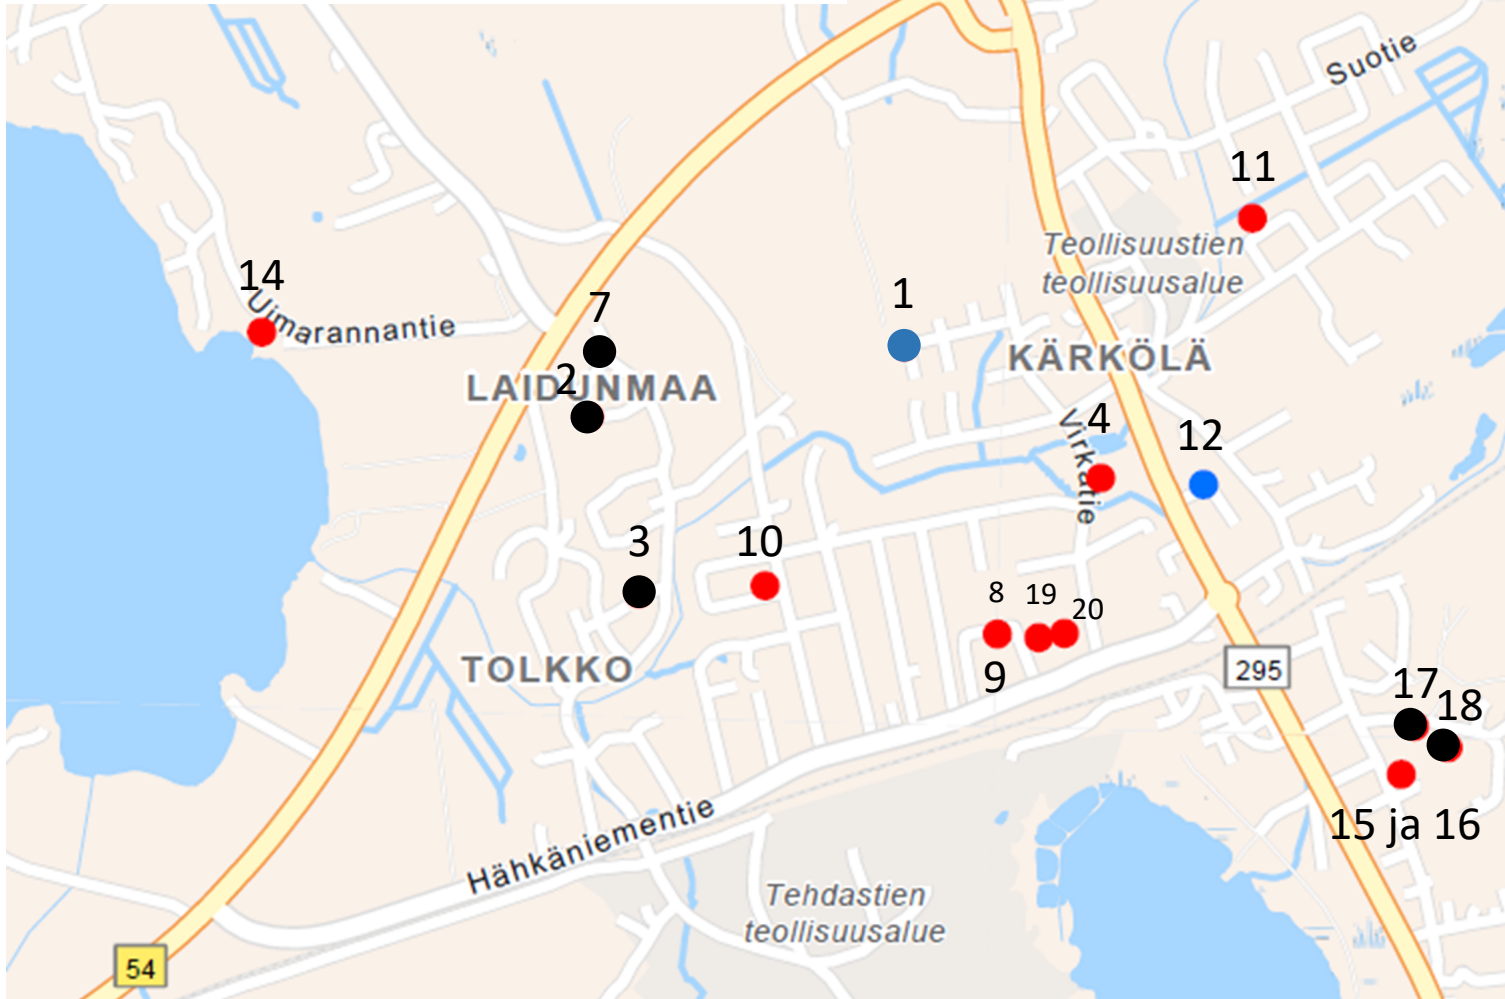 Suotie
11
Teollisuustien
teollisuusalue
14
Uimarannantie
7
1
2
LAIDUNMAA
KÄRKÖLÄ
Virkatie
4
12
3
10
8
19
20
9
TOLKKO
295
17
18
15 ja 16
Hähkäniementie
Tehdastien
teollisuusalue
54